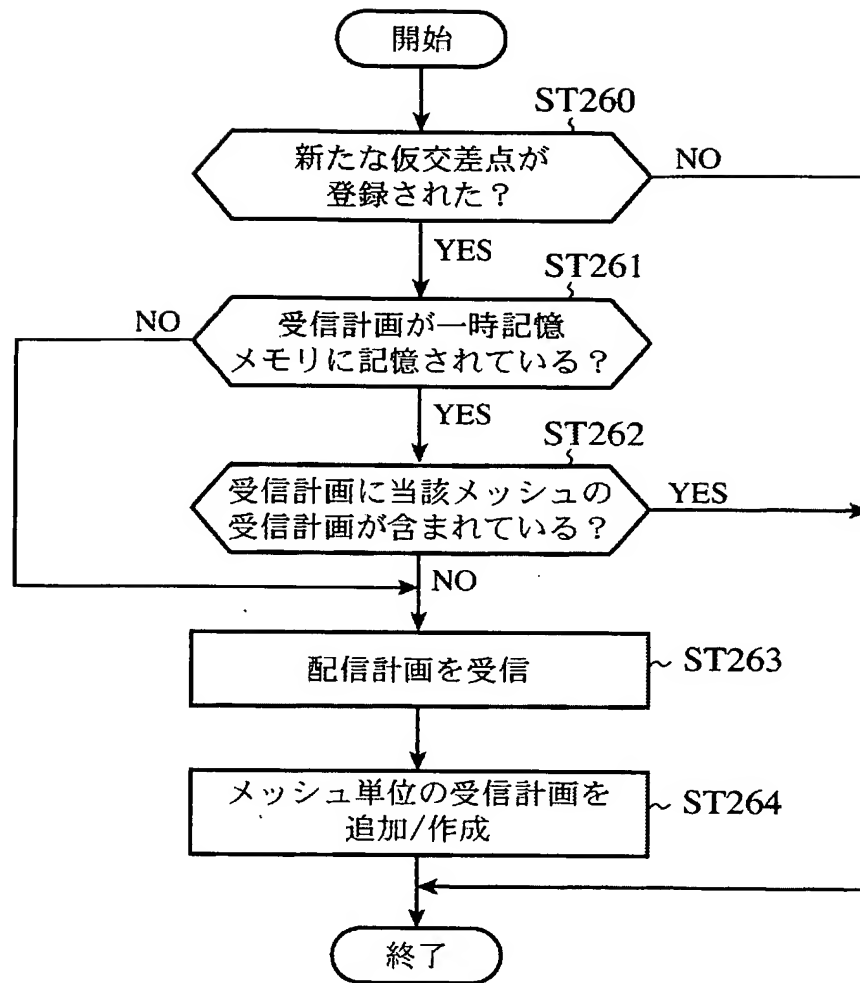 開始
ST260
新たな仮交差点が
登録された?
NO
YES
ST261
NO
受信計画が一時記憶
メモリに記憶されている?
YES
ST262
受信計画に当該メッシュの
受信計画が含まれている?
YES
NO
配信計画を受信
ST263
メッシュ単位の受信計画を
追加/作成
ST264
終了